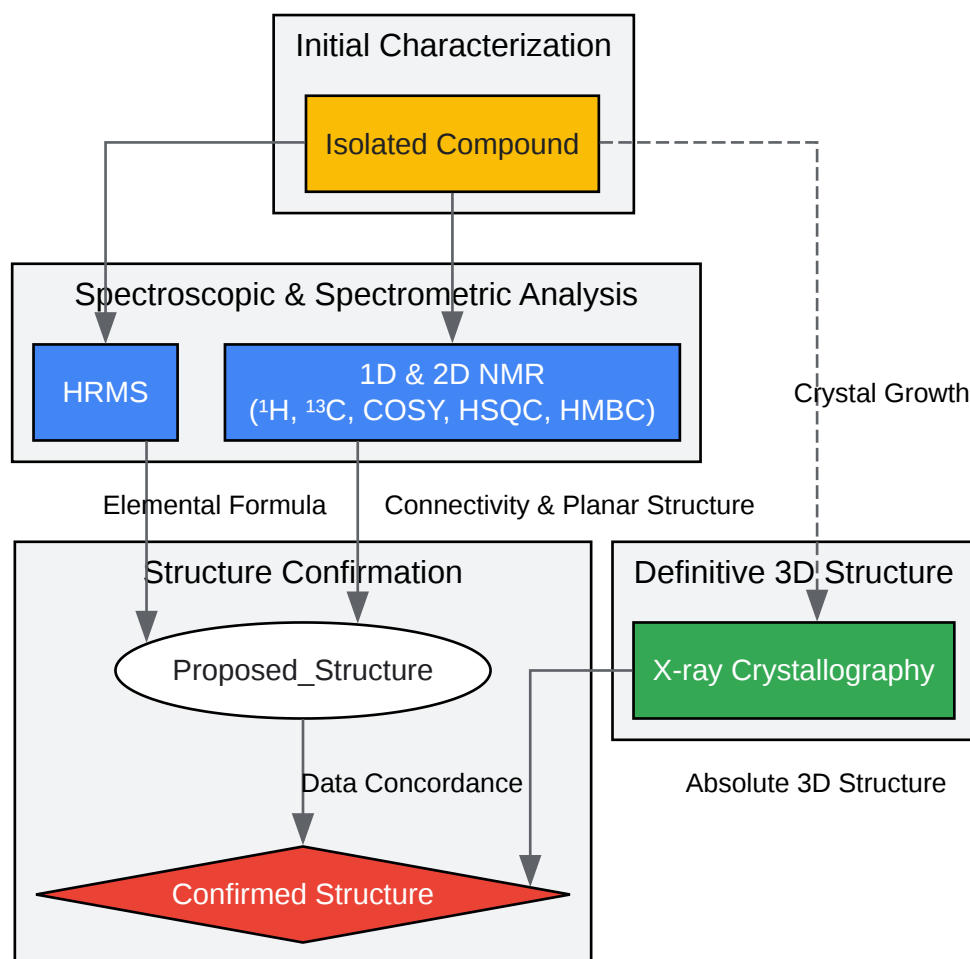 Initial Characterization
Isolated Compound
Spectroscopic & Spectrometric Analysis
HRMS
1D & 2D NMR
(¹H, ¹³C, COSY, HSQC, HMBC)
Crystal Growth
Elemental Formula
Connectivity & Planar Structure
Structure Confirmation
Definitive 3D Structure
Proposed_Structure
X-ray Crystallography
Data Concordance
Absolute 3D Structure
Confirmed Structure